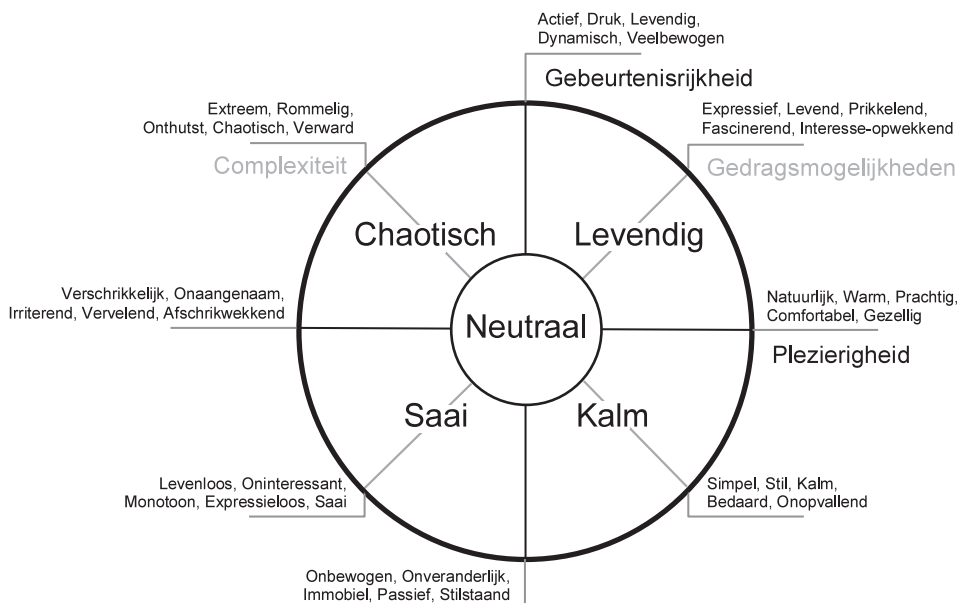 Actief, Druk, Levendig,
Dynamisch, Veelbewogen
Gebeurtenisrijkheid
Extreem, Rommelig,
Onthutst, Chaotisch, Verward
Complexiteit
Expressief, Levend, Prikkelend,
Fascinerend, Interesse-opwekkend
Gedragsmogelijkheden
Chaotisch
Levendig
Verschrikkelijk, Onaangenaam,
Irriterend, Vervelend, Afschrikwekkend
Neutraal
Natuurlijk, Warm, Prachtig,
Comfortabel, Gezellig
Plezierigheid
Saai
Kalm
Levenloos, Oninteressant,
Monotoon, Expressieloos, Saai
Simpel, Stil, Kalm,
Bedaard, Onopvallend
Onbewogen, Onveranderlijk,
Immobiel, Passief, Stilstaand